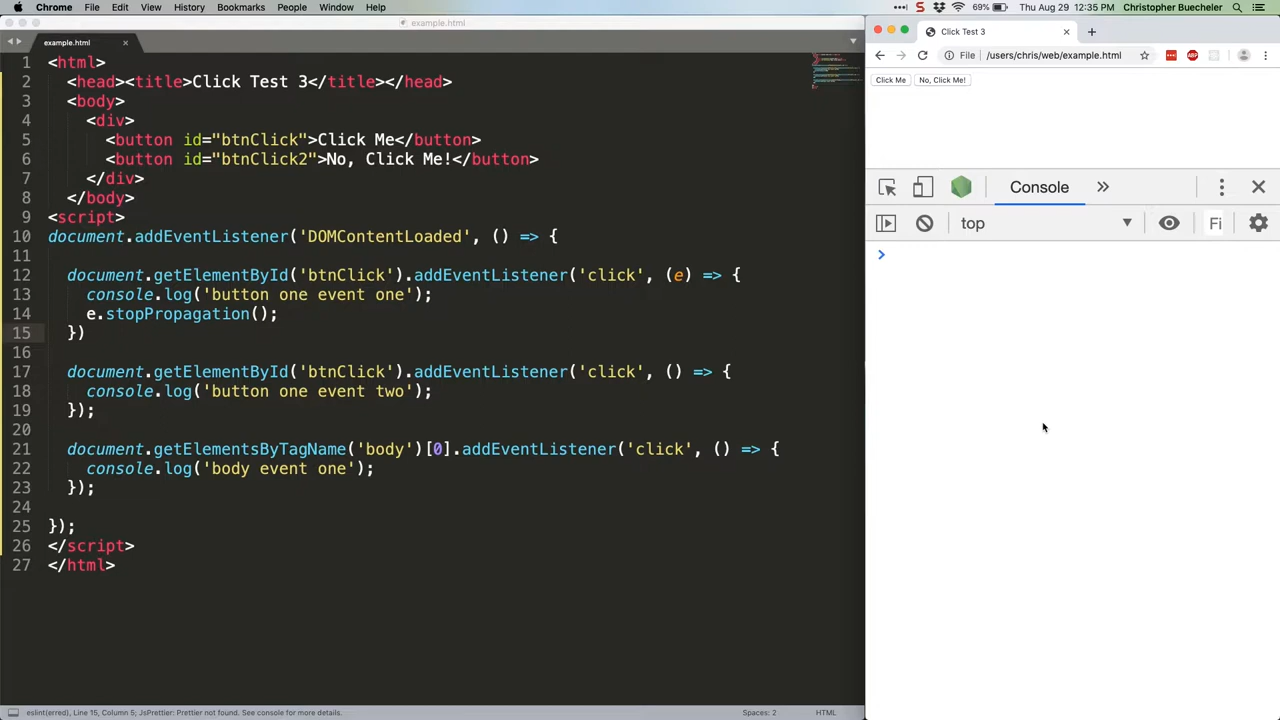 Chrome File Edit View History Bookmarks People Window Help 69% Thu Aug 29 12:35 PM Christopher Buecheler
example.html
example.html
Click Test 3
File /users/chris/web/example.html
Click Me No, Click Me!
Console
top Fi
1 <html>
2 <head><title>Click Test 3</title></head>
3 <body>
4 <div>
5 <button id="btnClick">Click Me</button>
6 <button id="btnClick2">No, Click Me!</button>
7 </div>
8 </body>
9 <script>
10 document.addEventListener('DOMContentLoaded', () => {
11
12 document.getElementById('btnClick').addEventListener('click', (e) => {
13 console.log('button one event one');
14 e.stopPropagation();
15 })
16
17 document.getElementById('btnClick').addEventListener('click', () => {
18 console.log('button one event two');
19 });
20
21 document.getElementsByTagName('body')[0].addEventListener('click', () => {
22 console.log('body event one');
23 });
24
25 });
26 </script>
27 </html>
eslint(erred), Line 15, Column 5; JsPrettier: Prettier not found. See console for more details. Spaces: 2 HTML